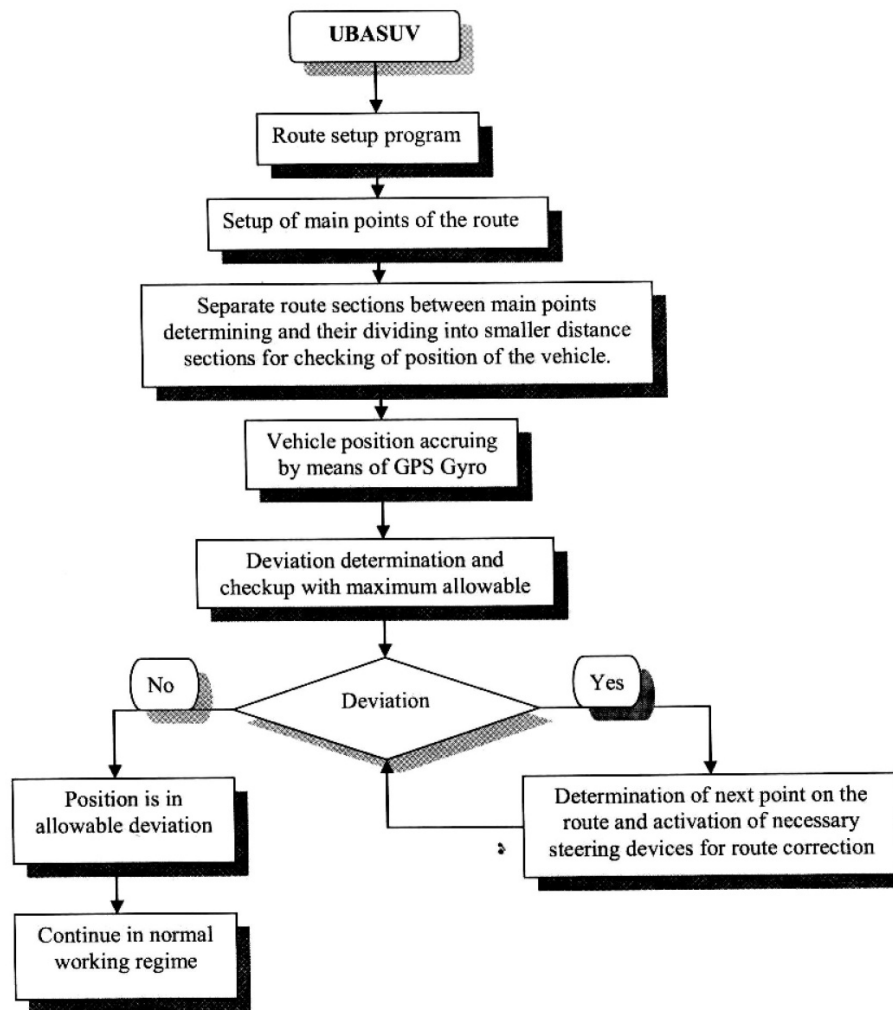 UBASUV
Route setup program
Setup of main points of the route
Separate route sections between main points
determining and their dividing into smaller distance
sections for checking of position of the vehicle.
Vehicle position accruing
by means of GPS Gyro
Deviation determination and
checkup with maximum allowable
No
Deviation
Yes
Position is in
allowable deviation
Determination of next point on the
route and activation of necessary
steering devices for route correction
Continue in normal
working regime